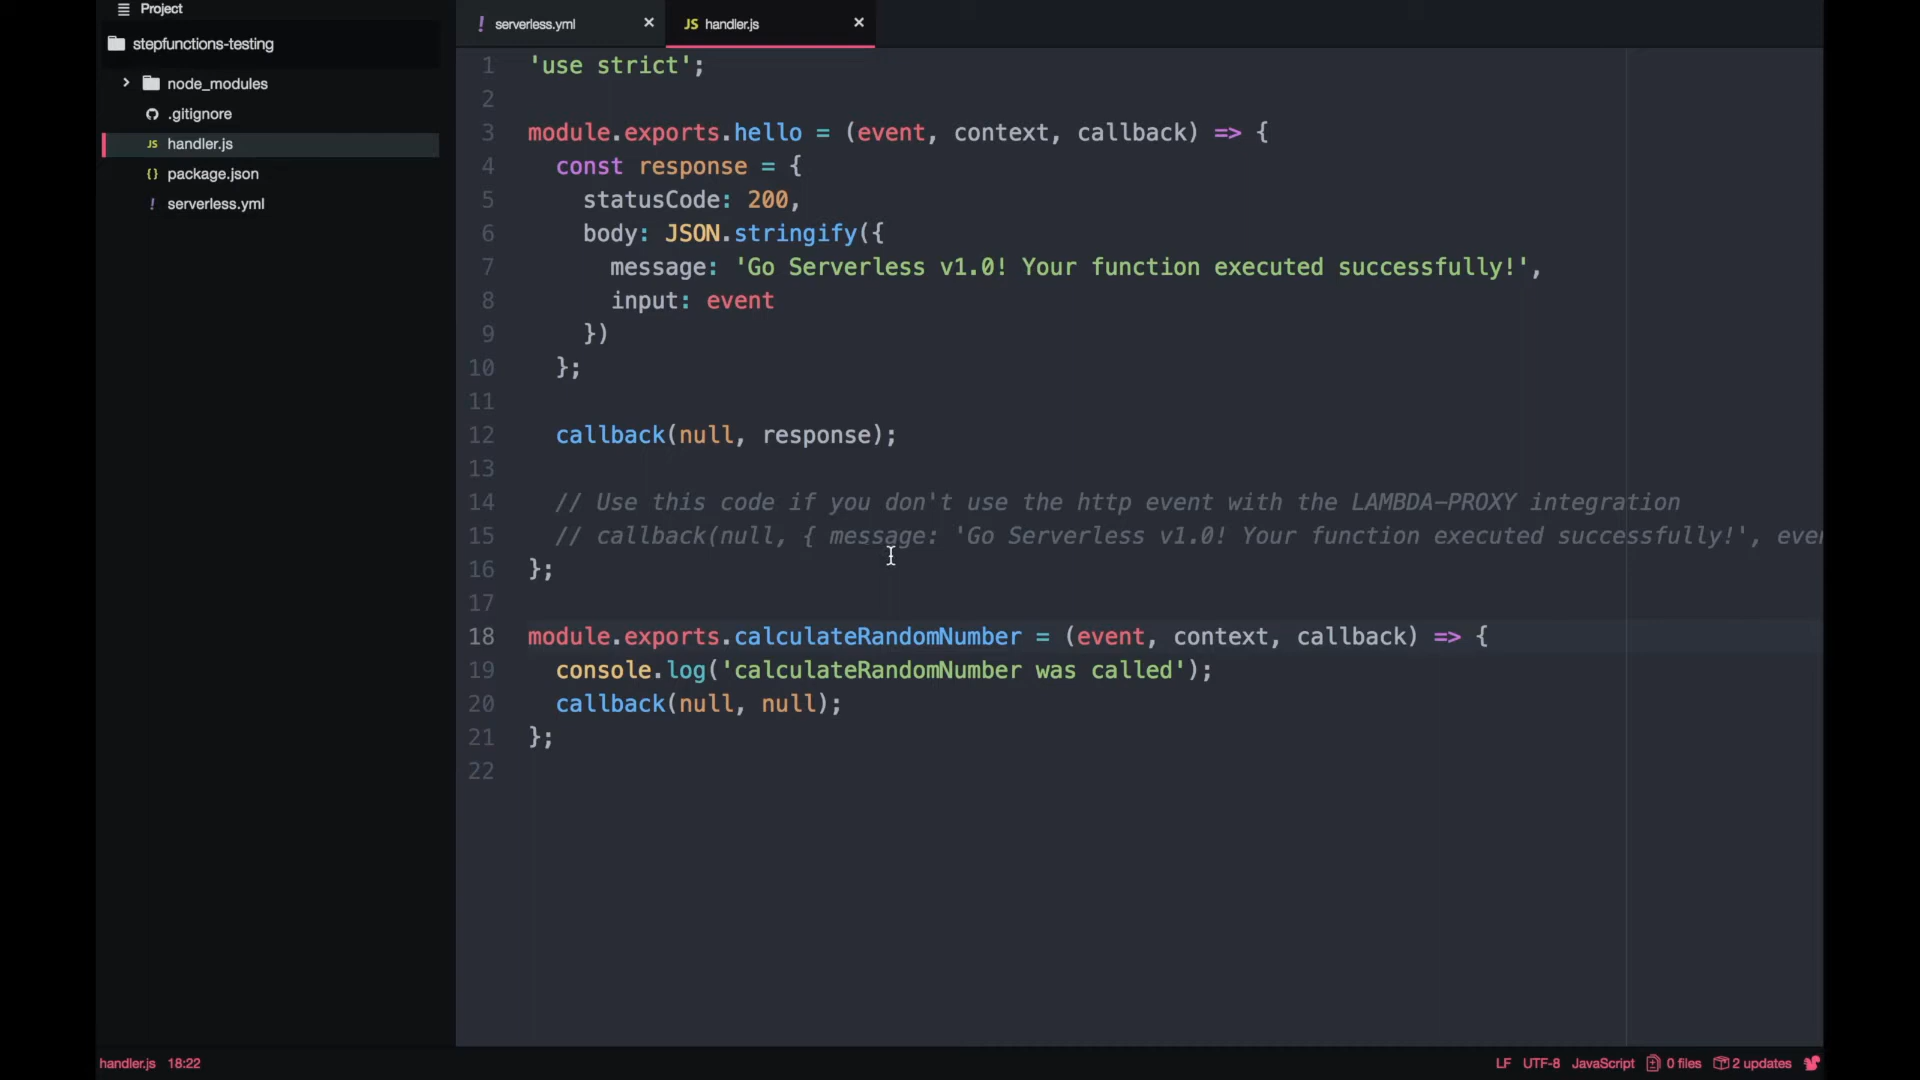 Project
stepfunctions-testing
node_modules
.gitignore
JS handler.js
{} package.json
! serverless.yml
! serverless.yml ×
JS handler.js ×
1 'use strict';
2
3 module.exports.hello = (event, context, callback) => {
4   const response = {
5     statusCode: 200,
6     body: JSON.stringify({
7       message: 'Go Serverless v1.0! Your function executed successfully!',
8       input: event
9     })
10   };
11
12   callback(null, response);
13
14   // Use this code if you don't use the http event with the LAMBDA-PROXY integration
15   // callback(null, { message: 'Go Serverless v1.0! Your function executed successfully!', even
16 };
17
18 module.exports.calculateRandomNumber = (event, context, callback) => {
19   console.log('calculateRandomNumber was called');
20   callback(null, null);
21 };
22
handler.js 18:22
LF UTF-8 JavaScript 0 files 2 updates